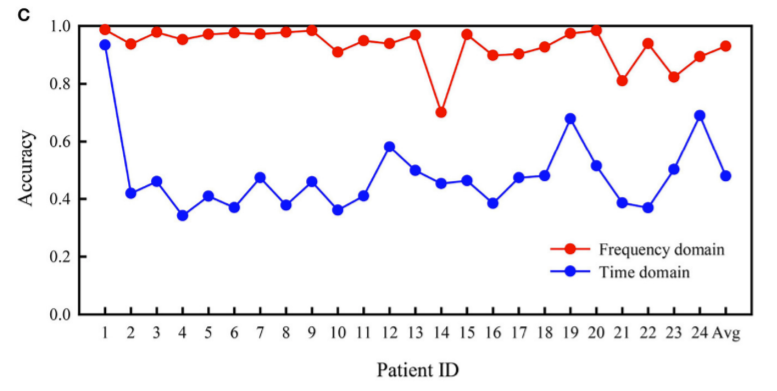 C
1.0
0.8
0.6
0.4
0.2
0.0
Accuracy
Frequency domain
Time domain
1 2 3 4 5 6 7 8 9 10 11 12 13 14 15 16 17 18 19 20 21 22 23 24 Avg
Patient ID